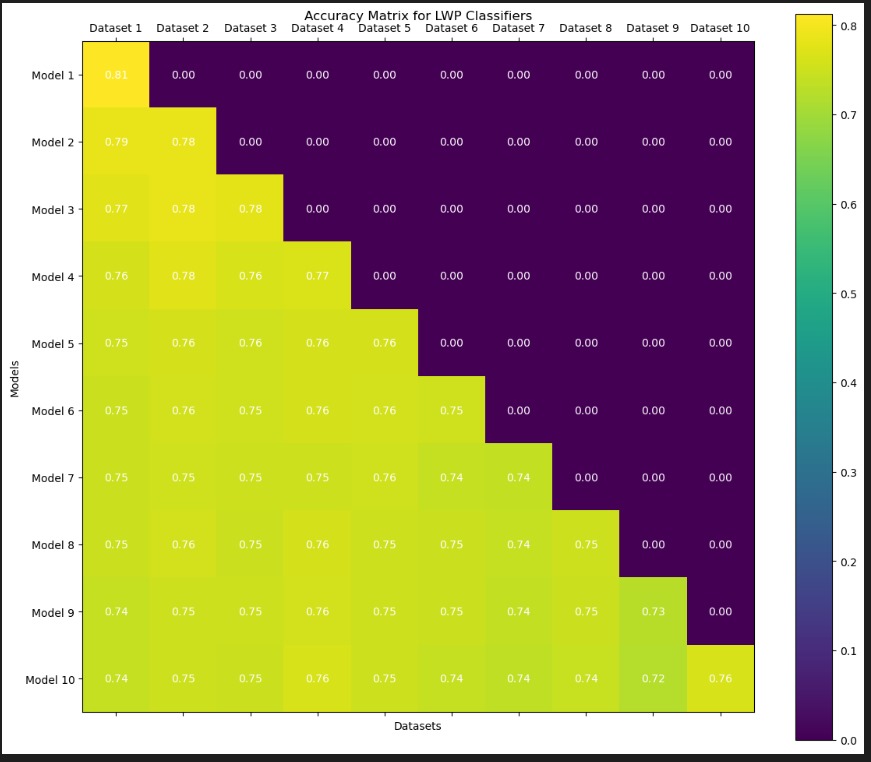 Accuracy Matrix for LWP Classifiers
Dataset 1 Dataset 2 Dataset 3 Dataset 4 Dataset 5 Dataset 6 Dataset 7 Dataset 8 Dataset 9 Dataset 10
Model 1 0.81 0.00 0.00 0.00 0.00 0.00 0.00 0.00 0.00 0.00
Model 2 0.79 0.78 0.00 0.00 0.00 0.00 0.00 0.00 0.00 0.00
Model 3 0.77 0.78 0.78 0.00 0.00 0.00 0.00 0.00 0.00 0.00
Model 4 0.76 0.78 0.76 0.77 0.00 0.00 0.00 0.00 0.00 0.00
Model 5 0.75 0.76 0.76 0.76 0.76 0.00 0.00 0.00 0.00 0.00
Model 6 0.75 0.76 0.75 0.76 0.76 0.75 0.00 0.00 0.00 0.00
Model 7 0.75 0.75 0.75 0.75 0.76 0.74 0.74 0.00 0.00 0.00
Model 8 0.75 0.76 0.75 0.76 0.75 0.75 0.74 0.75 0.00 0.00
Model 9 0.74 0.75 0.75 0.76 0.75 0.75 0.74 0.75 0.73 0.00
Model 10 0.74 0.75 0.75 0.76 0.75 0.74 0.74 0.74 0.72 0.76
Models
Datasets
0.8
0.7
0.6
0.5
0.4
0.3
0.2
0.1
0.0